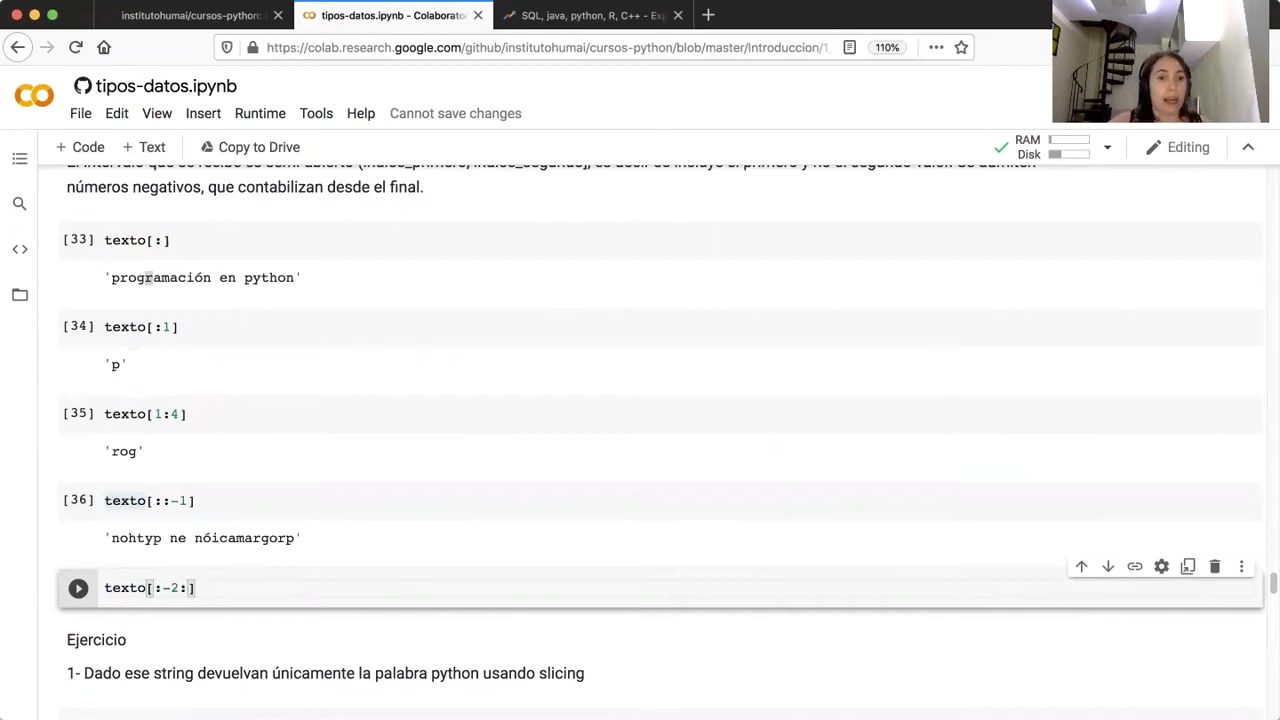 institutohumai/cursos-python:
tipos-datos.ipynb - Colaborato
SQL, java, python, R, C++ - Exp
https://colab.research.google.com/github/institutohumai/cursos-python/blob/master/Introduccion/1_
110%
tipos-datos.ipynb
File Edit View Insert Runtime Tools Help Cannot save changes
+ Code + Text Copy to Drive
RAM
Disk
Editing
números negativos, que contabilizan desde el final.
[33] texto[:]
'programación en python'
[34] texto[:1]
'p'
[35] texto[1:4]
'rog'
[36] texto[::-1]
'nohtyp ne nóicamargorp'
texto[:-2:]
Ejercicio
1- Dado ese string devuelvan únicamente la palabra python usando slicing